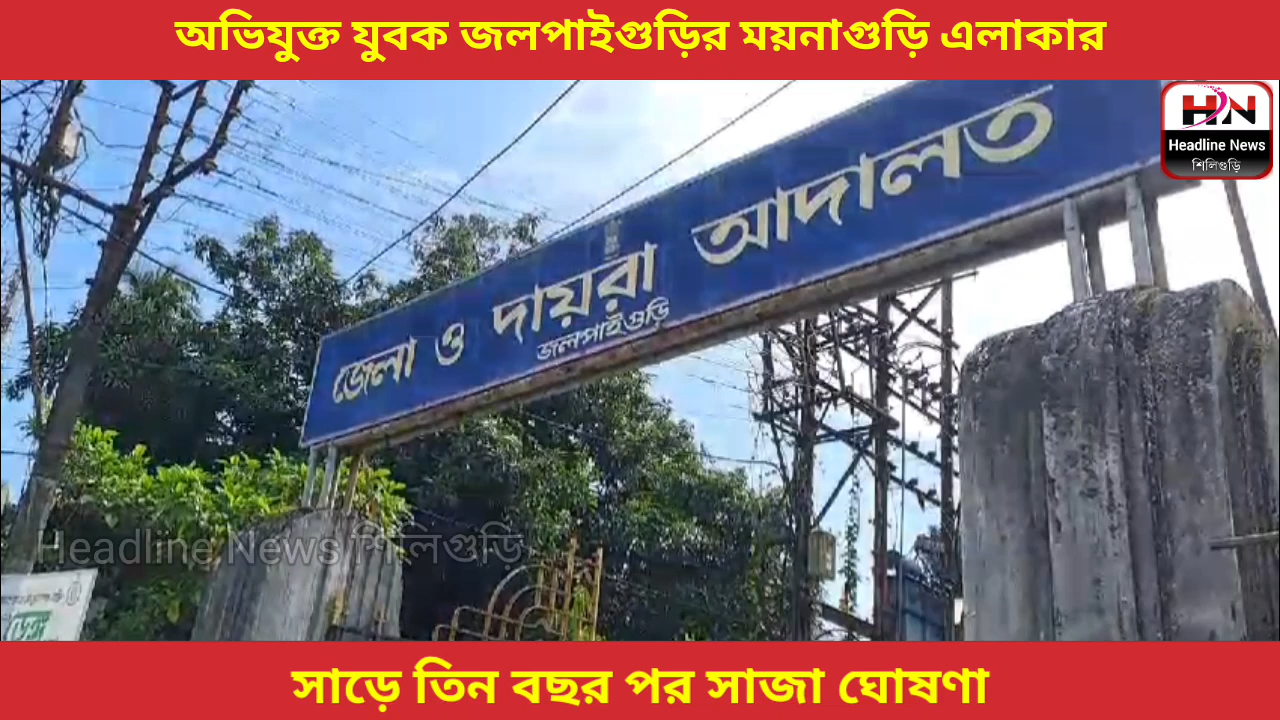 অভিযুক্ত যুবক জলপাইগুড়ির ময়নাগুড়ি এলাকার
HN
Headline News
শিলিগুড়ি
জেলা ও দায়রা আদালত
জলপাইগুড়ি
Headline News শিলিগুড়ি
সাড়ে তিন বছর পর সাজা ঘোষণা